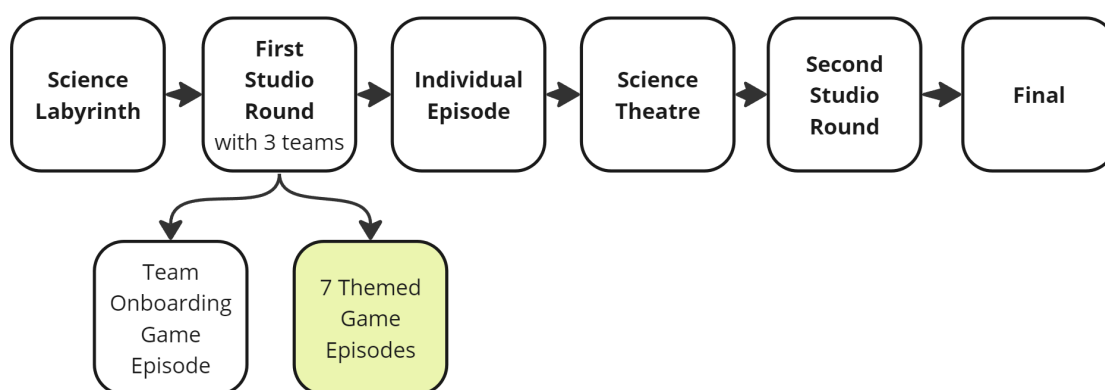 Science
Labyrinth
First
Studio
Round
with 3 teams
Individual
Episode
Science
Theatre
Second
Studio
Round
Final
Team
Onboarding
Game
Episode
7 Themed
Game
Episodes